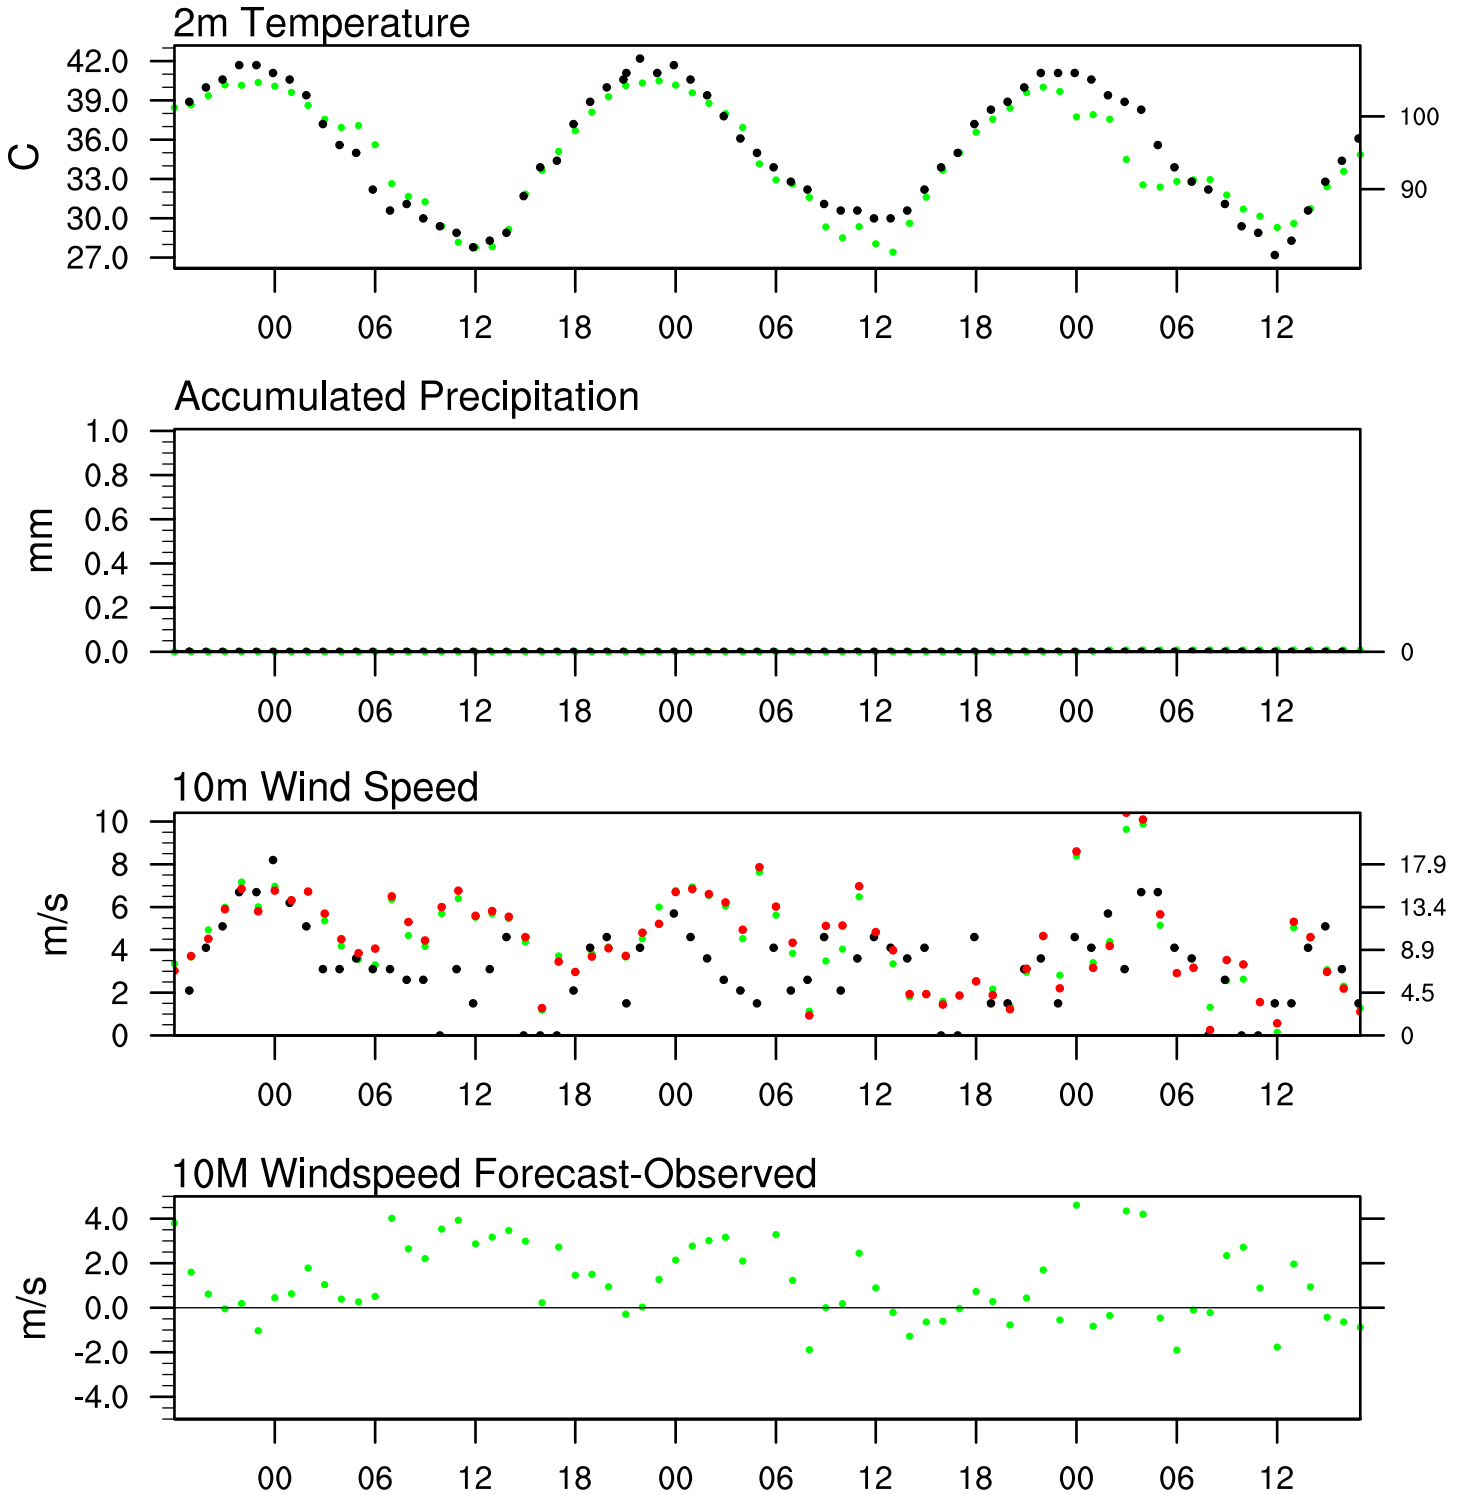 2m Temperature
42.0
39.0
36.0
33.0
30.0
27.0
C
100
90
00 06 12 18 00 06 12 18 00 06 12
Accumulated Precipitation
1.0
0.8
0.6
0.4
0.2
0.0
mm
0
00 06 12 18 00 06 12 18 00 06 12
10m Wind Speed
10
8
6
4
2
0
m/s
17.9
13.4
8.9
4.5
0
00 06 12 18 00 06 12 18 00 06 12
10M Windspeed Forecast-Observed
4.0
2.0
0.0
-2.0
-4.0
m/s
00 06 12 18 00 06 12 18 00 06 12